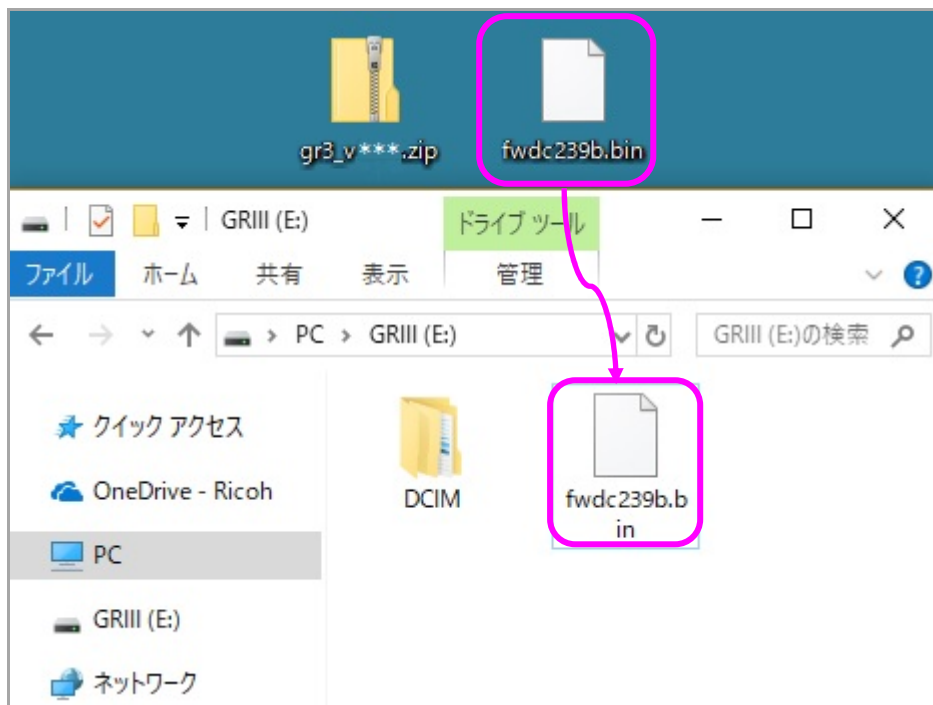 gr3_v***.zip
fwdc239b.bin
GRIII (E:)
ドライブ ツール
ファイル
ホーム
共有
表示
管理
PC
GRIII (E:)
GRIII (E:)の検索
クイック アクセス
OneDrive - Ricoh
PC
GRIII (E:)
ネットワーク
DCIM
fwdc239b.b
in